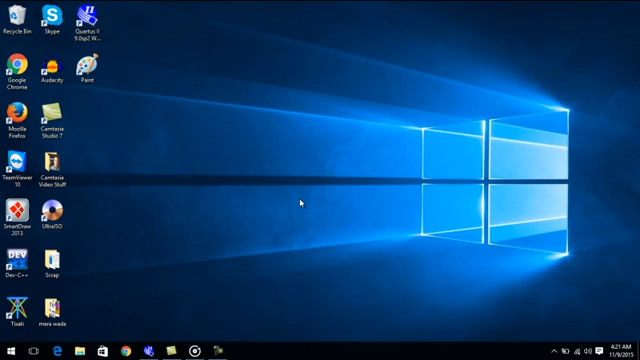 Recycle Bin
Skype
Quartus II
9.0sp2 W...
Google
Chrome
Audacity
Paint
Mozilla
Firefox
Camtasia
Studio 7
TeamViewer
10
Camtasia
Video Stuff
SmartDraw
2013
UltraISO
DEV
Dev-C++
Scrap
Tixati
mera wada
4:21 AM
11/9/2015